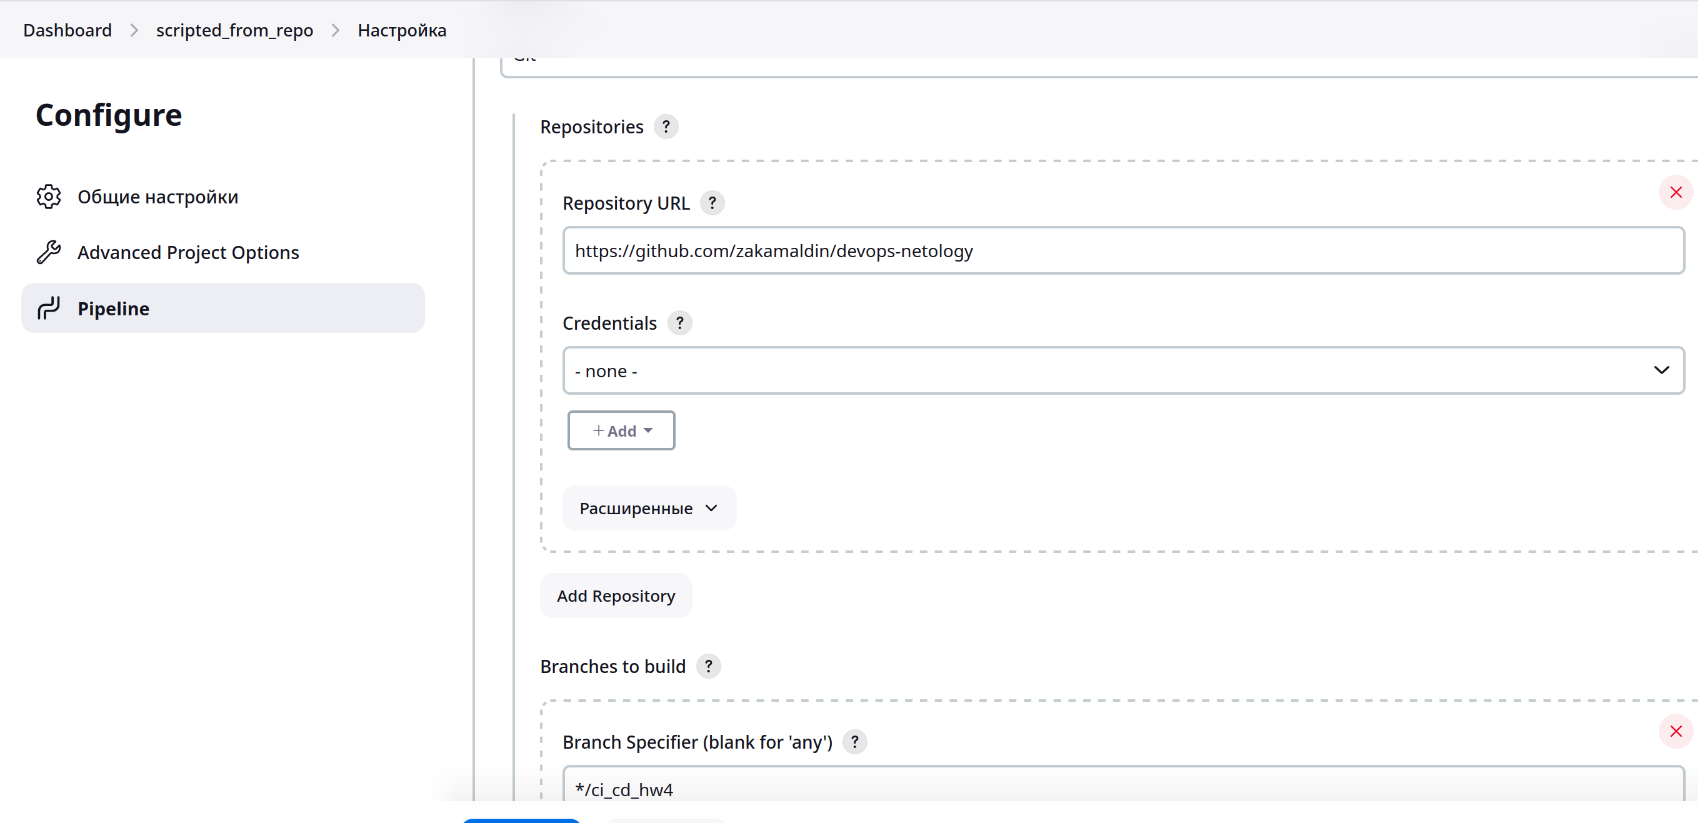 Dashboard > scripted_from_repo > Настройка
Configure
Общие настройки
Advanced Project Options
Pipeline
Git
Repositories ?
Repository URL ?
https://github.com/zakamaldin/devops-netology
Credentials ?
- none -
+ Add
Расширенные
Add Repository
Branches to build ?
Branch Specifier (blank for 'any') ?
*/ci_cd_hw4